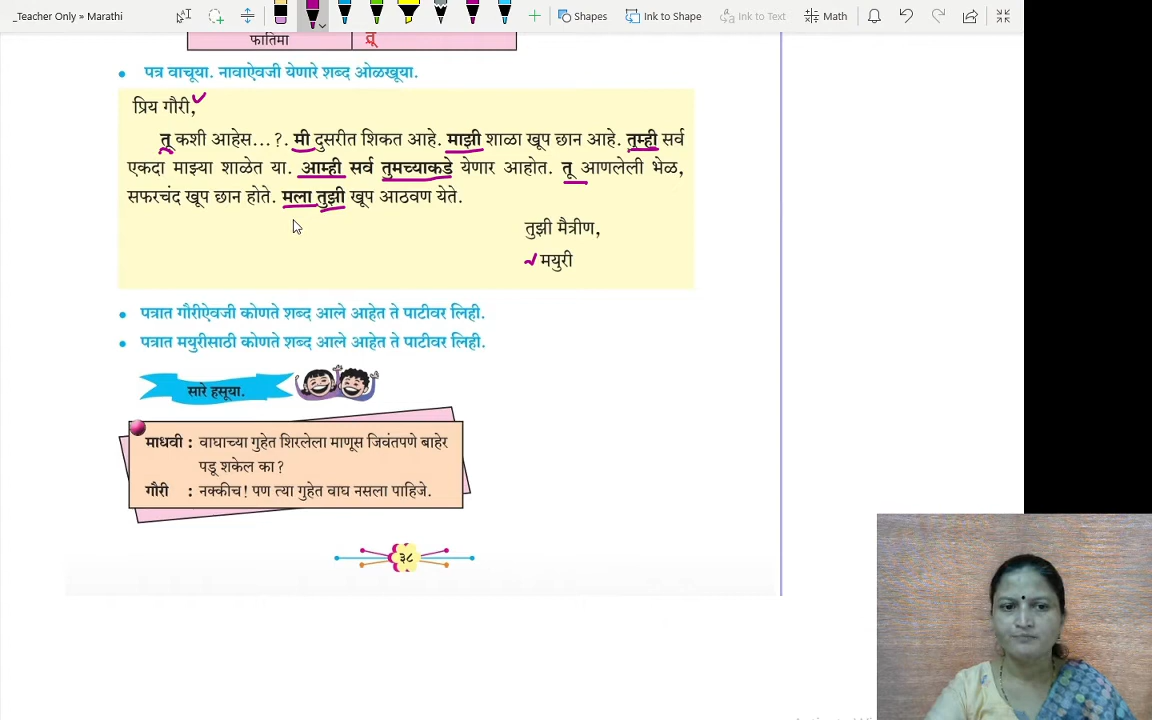 _Teacher Only » Marathi
Shapes
Ink to Shape
Ink to Text
Math
फातिमा
तू
• पत्र वाचूया. नावाऐवजी येणारे शब्द ओळखूया.
प्रिय गौरी,
तू कशी आहेस...?. मी दुसरीत शिकत आहे. माझी शाळा खूप छान आहे. तुम्ही सर्व
एकदा माझ्या शाळेत या. आम्ही सर्व तुमच्याकडे येणार आहोत. तू आणलेली भेळ,
सफरचंद खूप छान होते. मला तुझी खूप आठवण येते.
तुझी मैत्रीण,
मयुरी
• पत्रात गौरीऐवजी कोणते शब्द आले आहेत ते पाटीवर लिही.
• पत्रात मयुरीसाठी कोणते शब्द आले आहेत ते पाटीवर लिही.
सारे हसूया.
माधवी : वाघाच्या गुहेत शिरलेला माणूस जिवंतपणे बाहेर
पडू शकेल का?
गौरी : नक्कीच! पण त्या गुहेत वाघ नसला पाहिजे.
३८